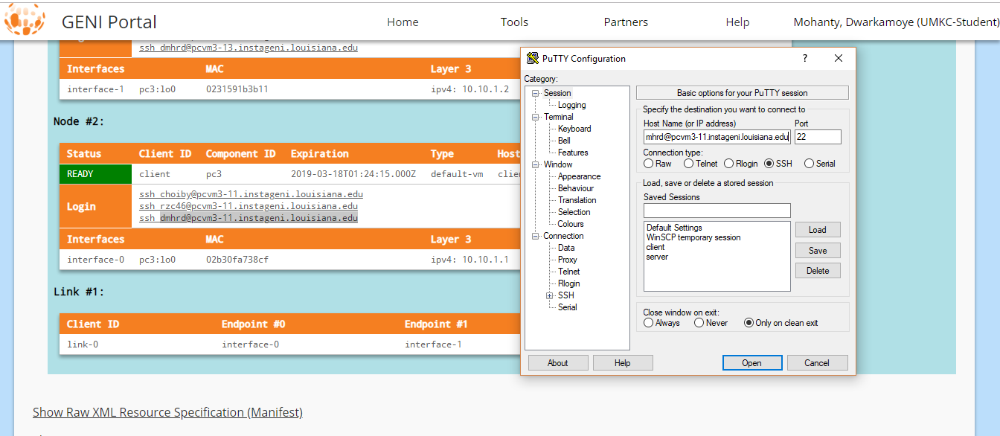 GENI Portal Home Tools Partners Help Mohanty, Dwarkamoye (UMKC-Student)
ssh dmhrd@pcvm3-13.instageni.louisiana.edu
Interfaces MAC Layer 3
interface-1 pc3:lo0 0231591b3b11 ipv4: 10.10.1.2
Node #2:
Status Client ID Component ID Expiration Type Host
READY client pc3 2019-03-18T01:24:15.000Z default-vm clie
Login
ssh choiby@pcvm3-11.instageni.louisiana.edu
ssh rzc46@pcvm3-11.instageni.louisiana.edu
ssh dmhrd@pcvm3-11.instageni.louisiana.edu
Interfaces MAC Layer 3
interface-0 pc3:lo0 02b30fa738cf ipv4: 10.10.1.1
Link #1:
Client ID Endpoint #0 Endpoint #1
link-0 interface-0 interface-1
Show Raw XML Resource Specification (Manifest)
PuTTY Configuration ? X
Category:
Session
Logging
Terminal
Keyboard
Bell
Features
Window
Appearance
Behaviour
Translation
Selection
Colours
Connection
Data
Proxy
Telnet
Rlogin
SSH
Serial
Basic options for your PuTTY session
Specify the destination you want to connect to
Host Name (or IP address) Port
mhrd@pcvm3-11.instageni.louisiana.edu 22
Connection type:
Raw Telnet Rlogin SSH Serial
Load, save or delete a stored session
Saved Sessions
Default Settings
WinSCP temporary session
client
server
Load
Save
Delete
Close window on exit:
Always Never Only on clean exit
About Help Open Cancel